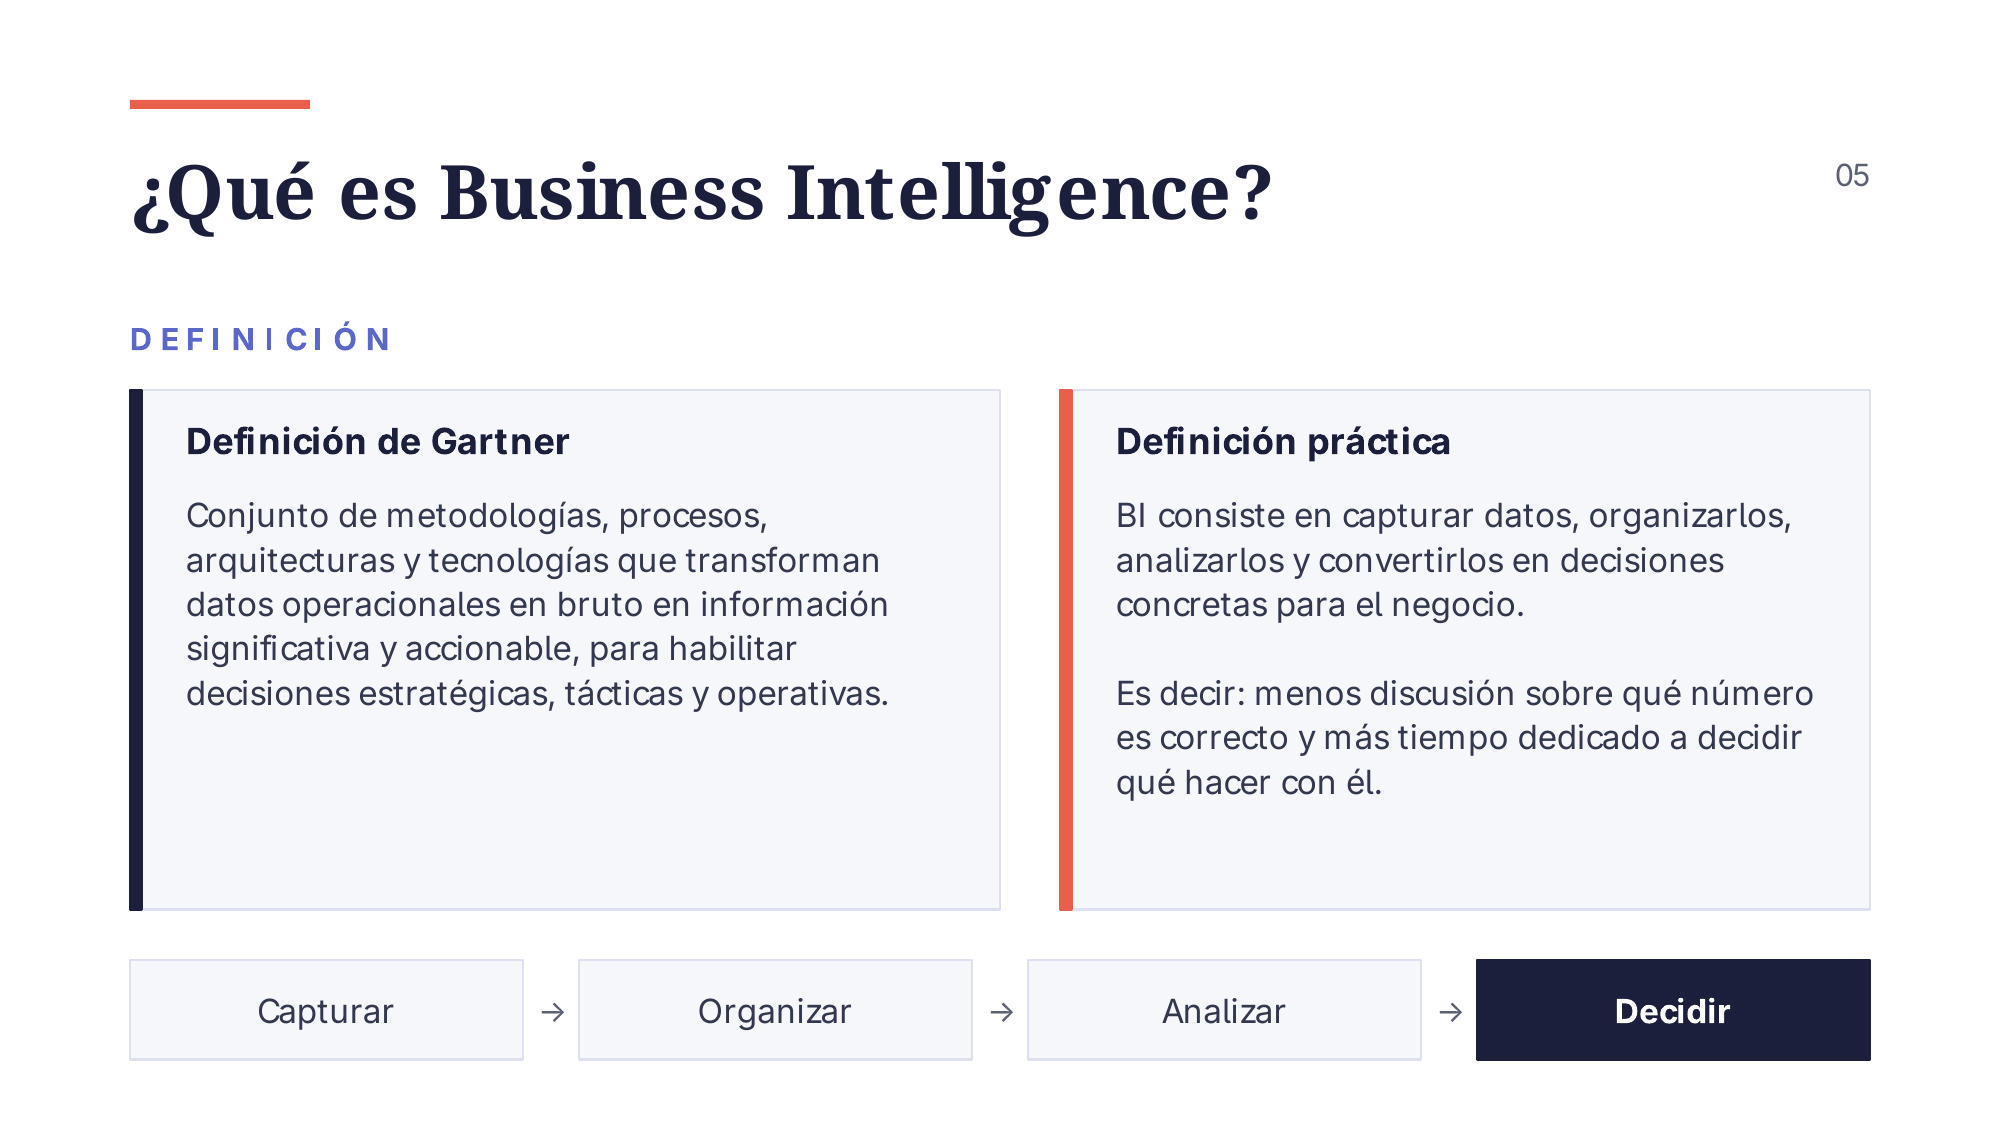 ¿Qué es Business Intelligence?
05
DEFINICIÓN
Definición de Gartner
Conjunto de metodologías, procesos,
arquitecturas y tecnologías que transforman
datos operacionales en bruto en información
significativa y accionable, para habilitar
decisiones estratégicas, tácticas y operativas.
Definición práctica
BI consiste en capturar datos, organizarlos,
analizarlos y convertirlos en decisiones
concretas para el negocio.
Es decir: menos discusión sobre qué número
es correcto y más tiempo dedicado a decidir
qué hacer con él.
Capturar → Organizar → Analizar → Decidir